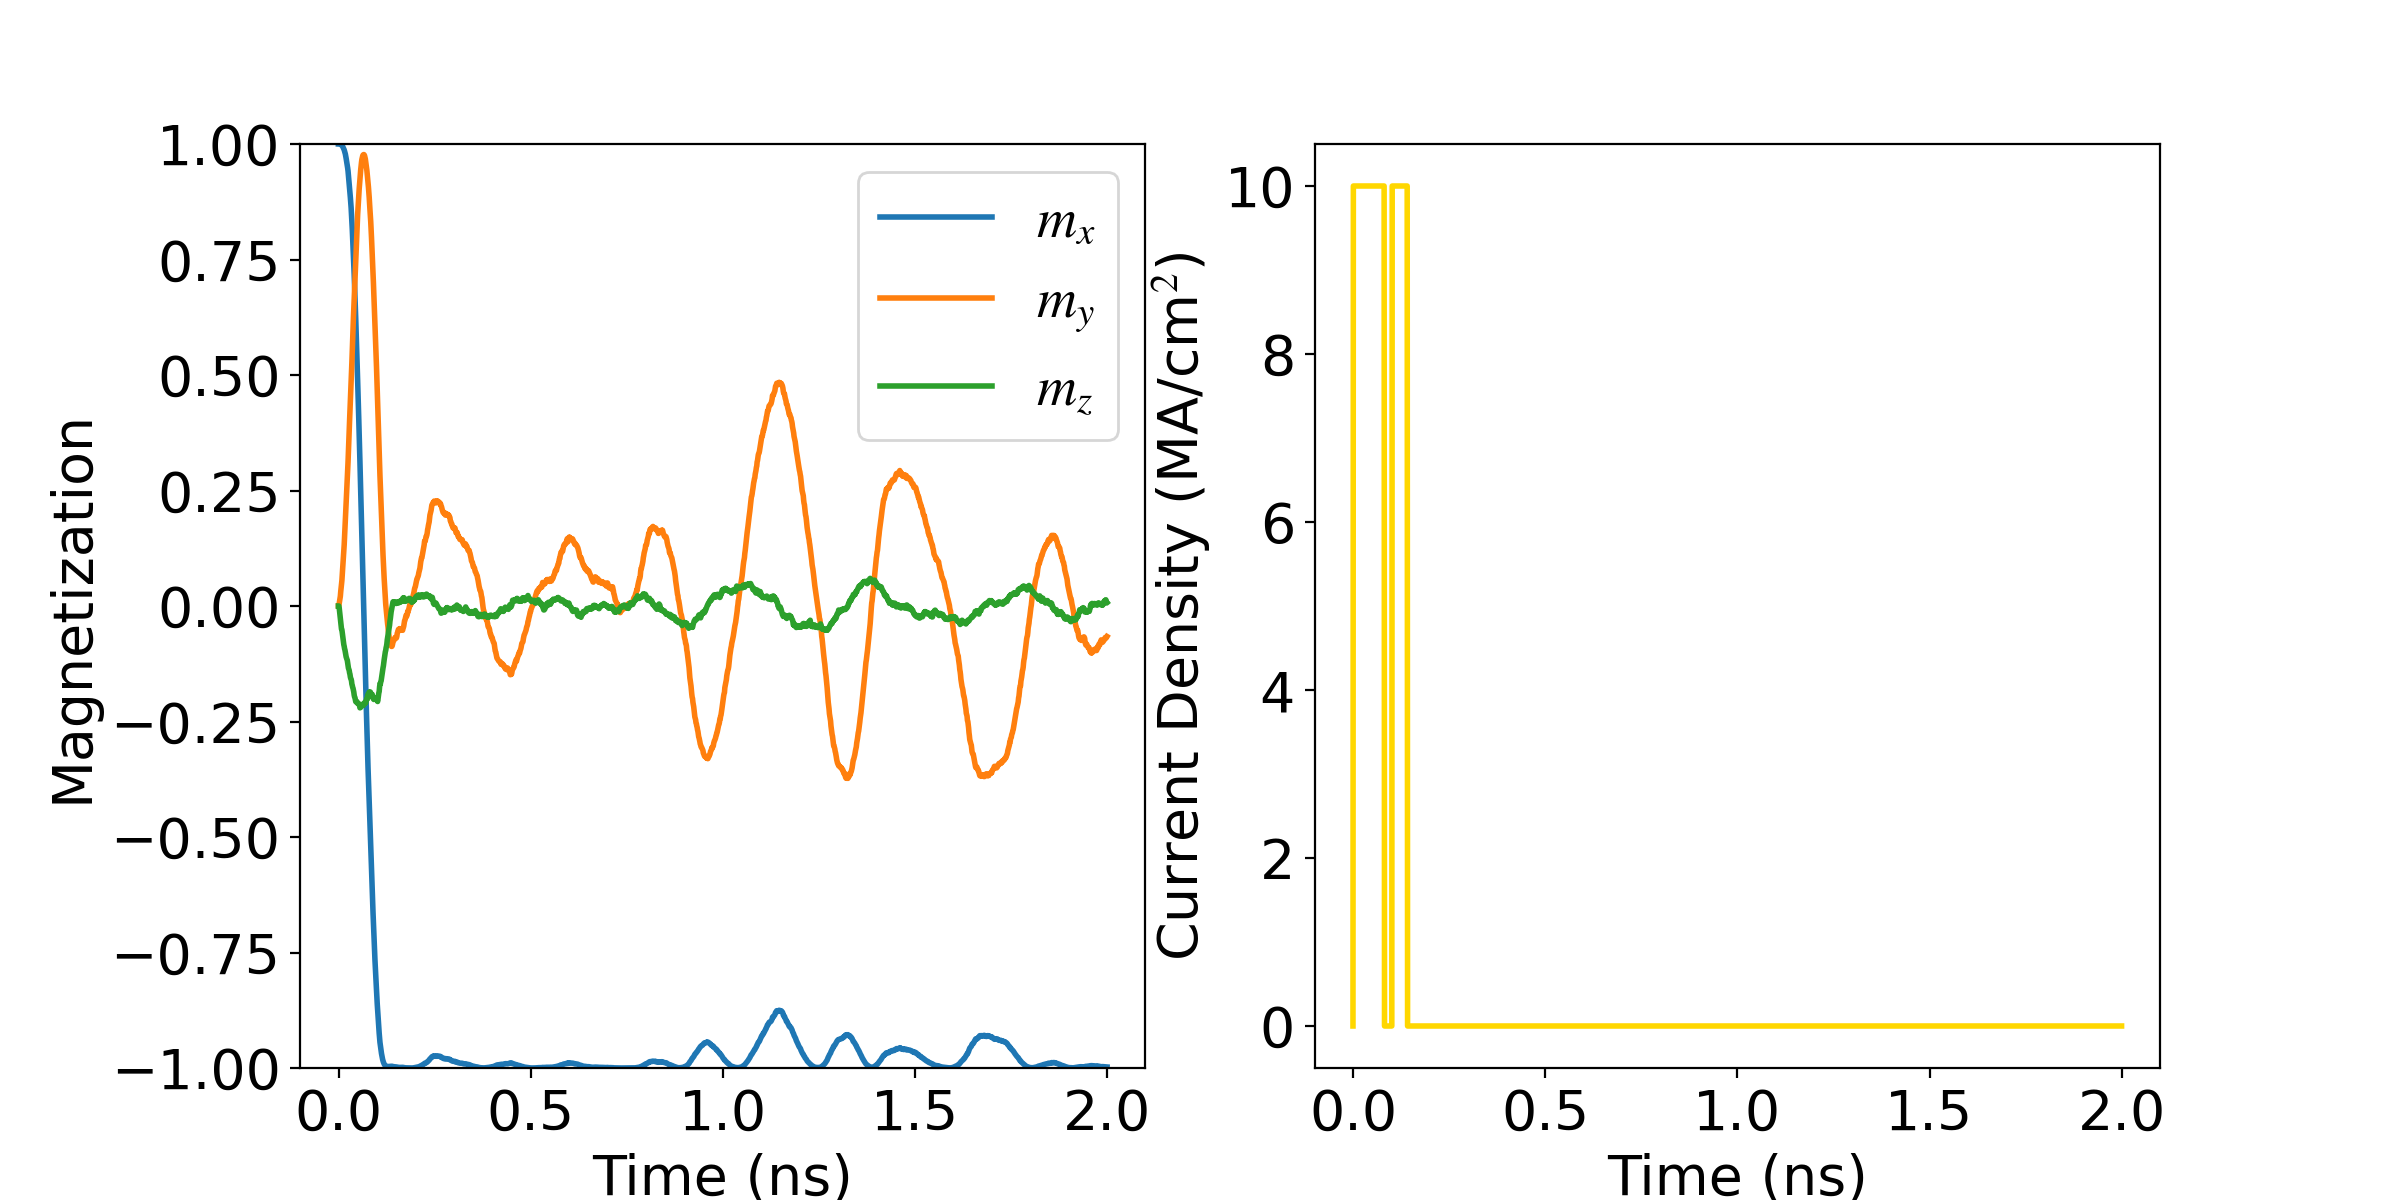 1.00
0.75
0.50
0.25
0.00
−0.25
−0.50
−0.75
−1.00
0.0 0.5 1.0 1.5 2.0
Time (ns)
Magnetization
m_x
m_y
m_z
10
8
6
4
2
0
0.0 0.5 1.0 1.5 2.0
Time (ns)
Current Density (MA/cm²)